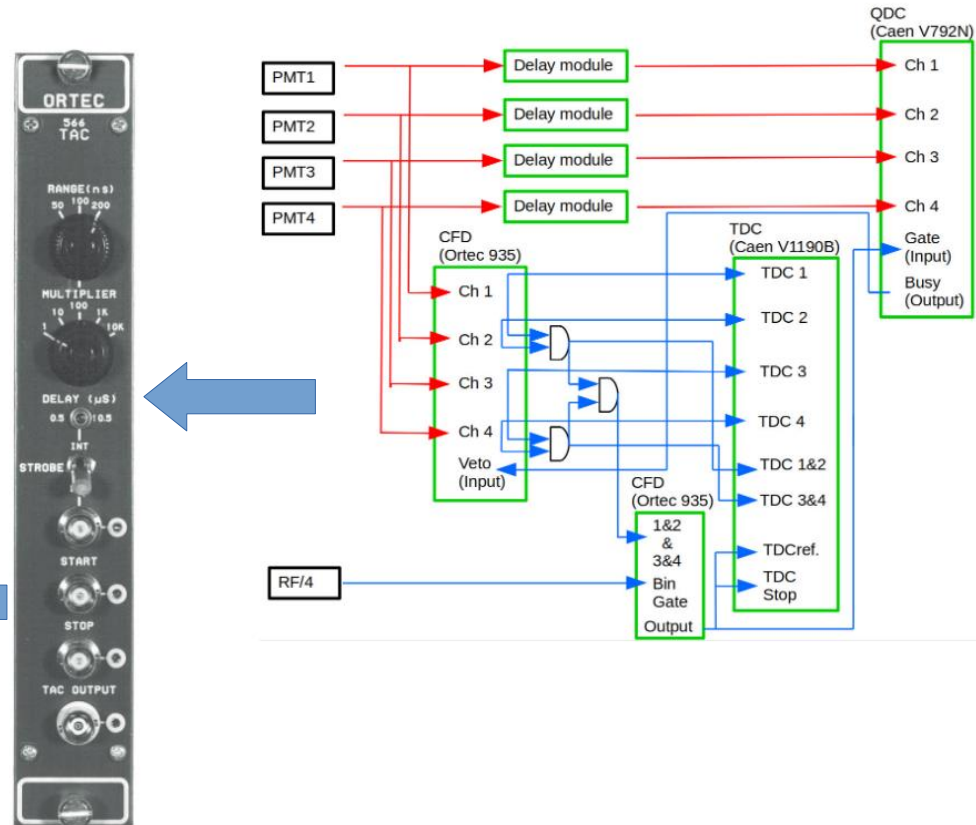 ORTEC
566
TAC
RANGE(ns)
50 100 200
MULTIPLIER
1 10 100 1K 10K
DELAY (µS)
0.5 10.5
INT
STROBE
START
STOP
TAC OUTPUT
PMT1
PMT2
PMT3
PMT4
RF/4
Delay module
Delay module
Delay module
Delay module
QDC
(Caen V792N)
Ch 1
Ch 2
Ch 3
Ch 4
Gate
(Input)
Busy
(Output)
CFD
(Ortec 935)
Ch 1
Ch 2
Ch 3
Ch 4
Veto
(Input)
TDC
(Caen V1190B)
TDC 1
TDC 2
TDC 3
TDC 4
TDC 1&2
TDC 3&4
TDCref.
TDC
Stop
CFD
(Ortec 935)
1&2
&
3&4
Bin
Gate
Output